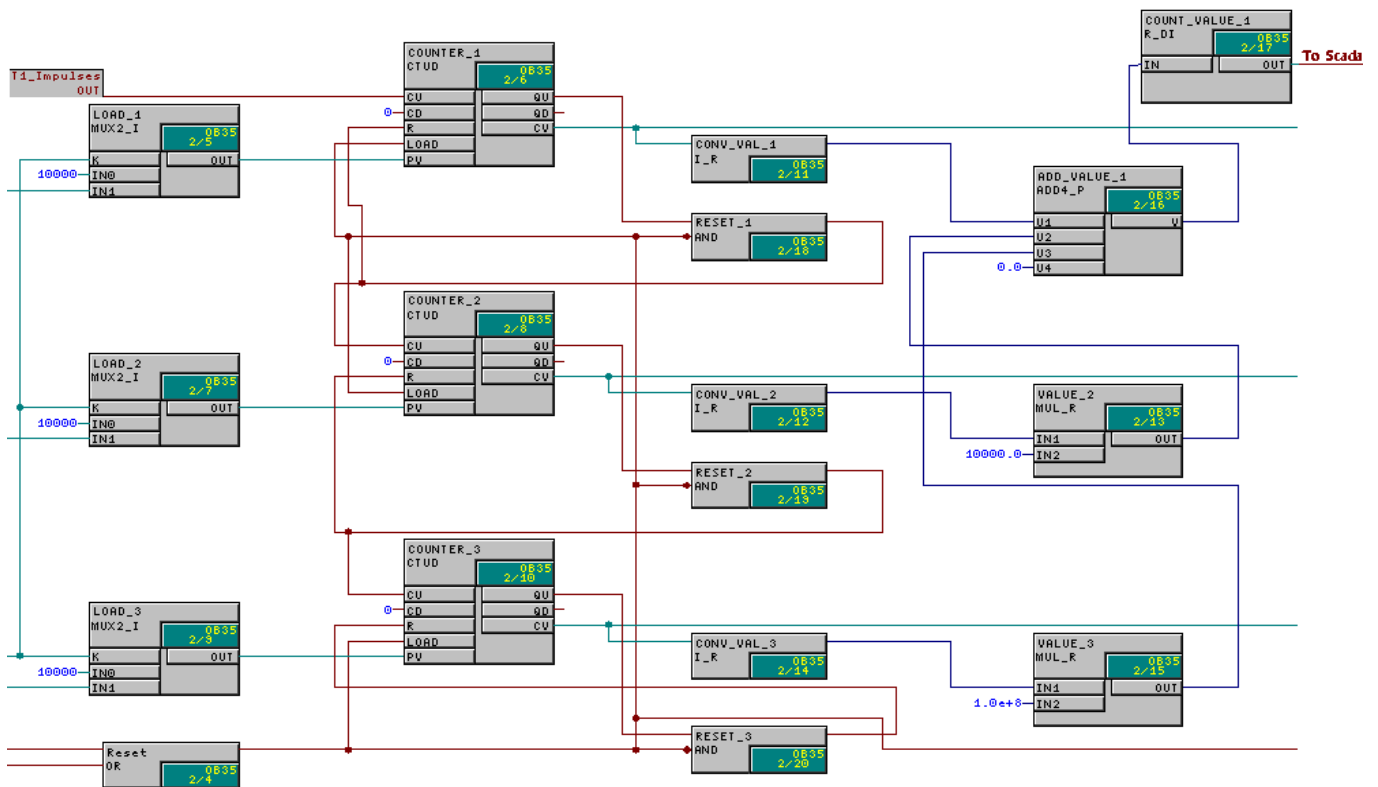 T1_Impulses
OUT
LOAD_1
MUX2_I
OB35
2/5
K
OUT
10000
IN0
IN1
COUNTER_1
CTUD
OB35
2/6
CU
QU
0
CD
QD
R
CV
LOAD
PV
CONV_VAL_1
I_R
OB35
2/11
RESET_1
AND
OB35
2/18
COUNT_VALUE_1
R_DI
OB35
2/17
IN
OUT
To Scada
ADD_VALUE_1
ADD4_P
OB35
2/16
U1
V
U2
U3
0.0
U4
LOAD_2
MUX2_I
OB35
2/7
K
OUT
10000
IN0
IN1
COUNTER_2
CTUD
OB35
2/8
CU
QU
0
CD
QD
R
CV
LOAD
PV
CONV_VAL_2
I_R
OB35
2/12
RESET_2
AND
OB35
2/19
VALUE_2
MUL_R
OB35
2/13
IN1
OUT
10000.0
IN2
LOAD_3
MUX2_I
OB35
2/9
K
OUT
10000
IN0
IN1
COUNTER_3
CTUD
OB35
2/10
CU
QU
0
CD
QD
R
CV
LOAD
PV
CONV_VAL_3
I_R
OB35
2/14
VALUE_3
MUL_R
OB35
2/15
IN1
OUT
1.0e+8
IN2
Reset
OR
OB35
2/4
RESET_3
AND
OB35
2/20